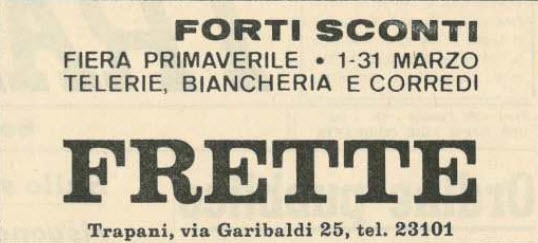 FORTI SCONTI
FIERA PRIMAVERILE • 1-31 MARZO
TELERIE, BIANCHERIA E CORREDI
FRETTE
Trapani, via Garibaldi 25, tel. 23101